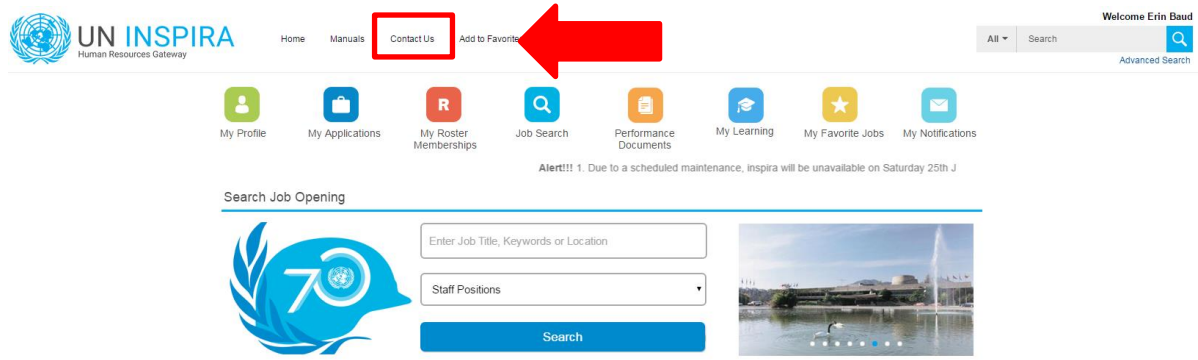 Welcome Erin Baud
UN INSPIRA
Human Resources Gateway
Home Manuals Contact Us Add to Favorite
All Search
Advanced Search
My Profile My Applications My Roster Memberships Job Search Performance Documents My Learning My Favorite Jobs My Notifications
Alert!!! 1. Due to a scheduled maintenance, inspira will be unavailable on Saturday 25th J
Search Job Opening
70
Enter Job Title, Keywords or Location
Staff Positions
Search